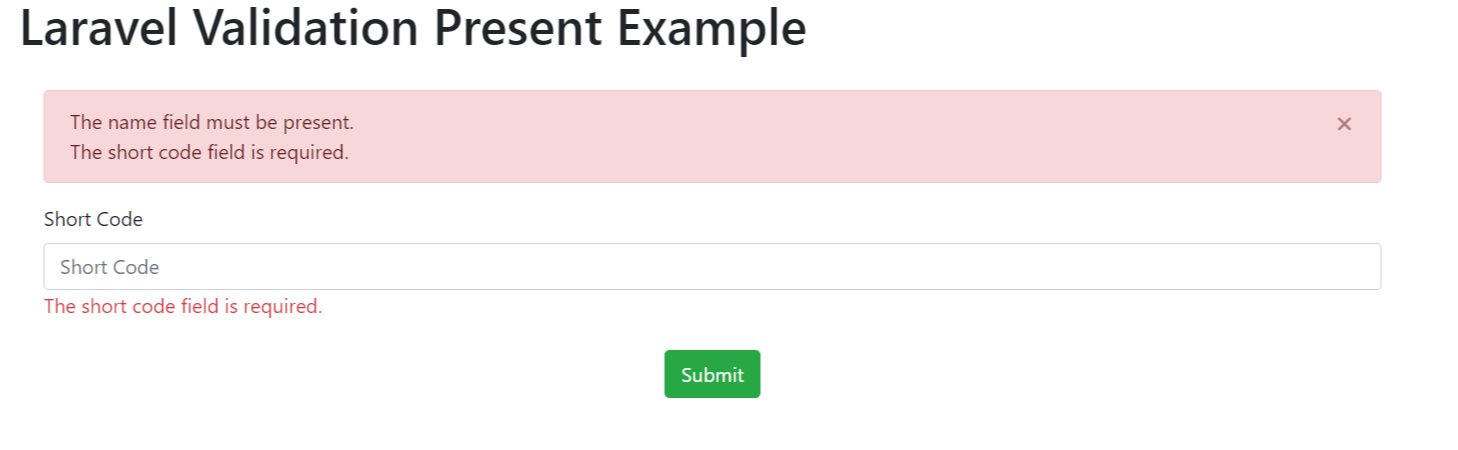 Laravel Validation Present Example
The name field must be present.
×
The short code field is required.
Short Code
Short Code
The short code field is required.
Submit